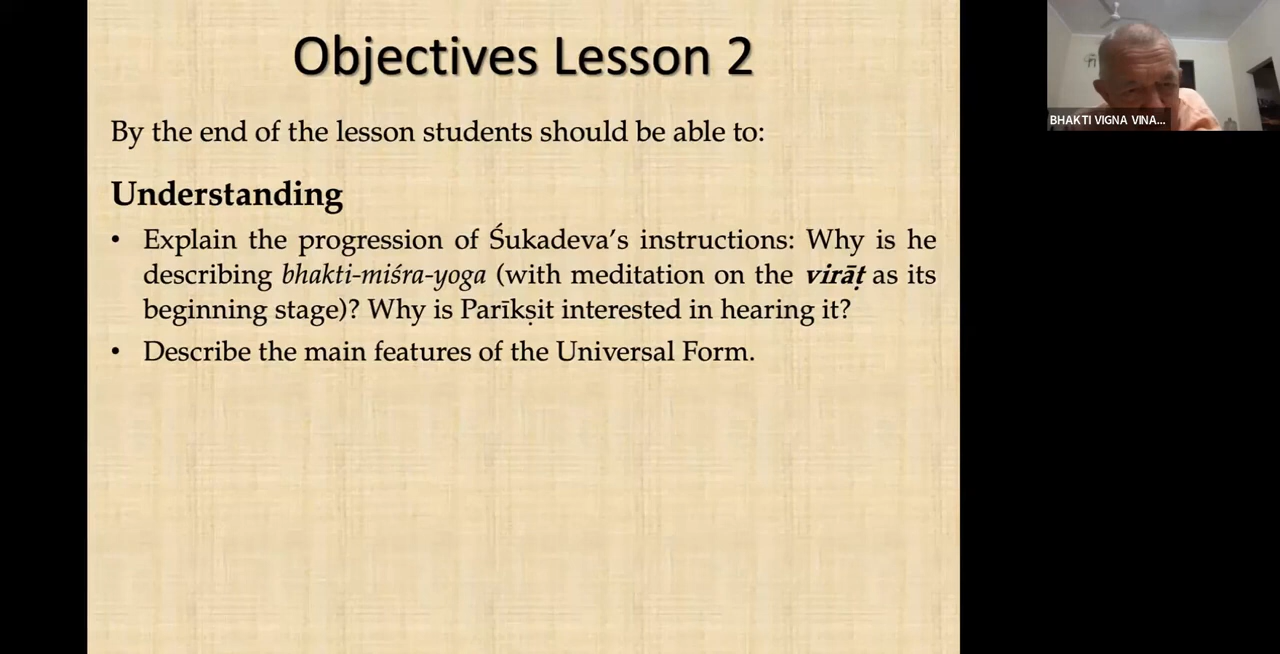 Objectives Lesson 2
By the end of the lesson students should be able to:
Understanding
• Explain the progression of Śukadeva’s instructions: Why is he
describing bhakti-miśra-yoga (with meditation on the virāṭ as its
beginning stage)? Why is Parīkṣit interested in hearing it?
• Describe the main features of the Universal Form.
BHAKTI VIGNA VINA...